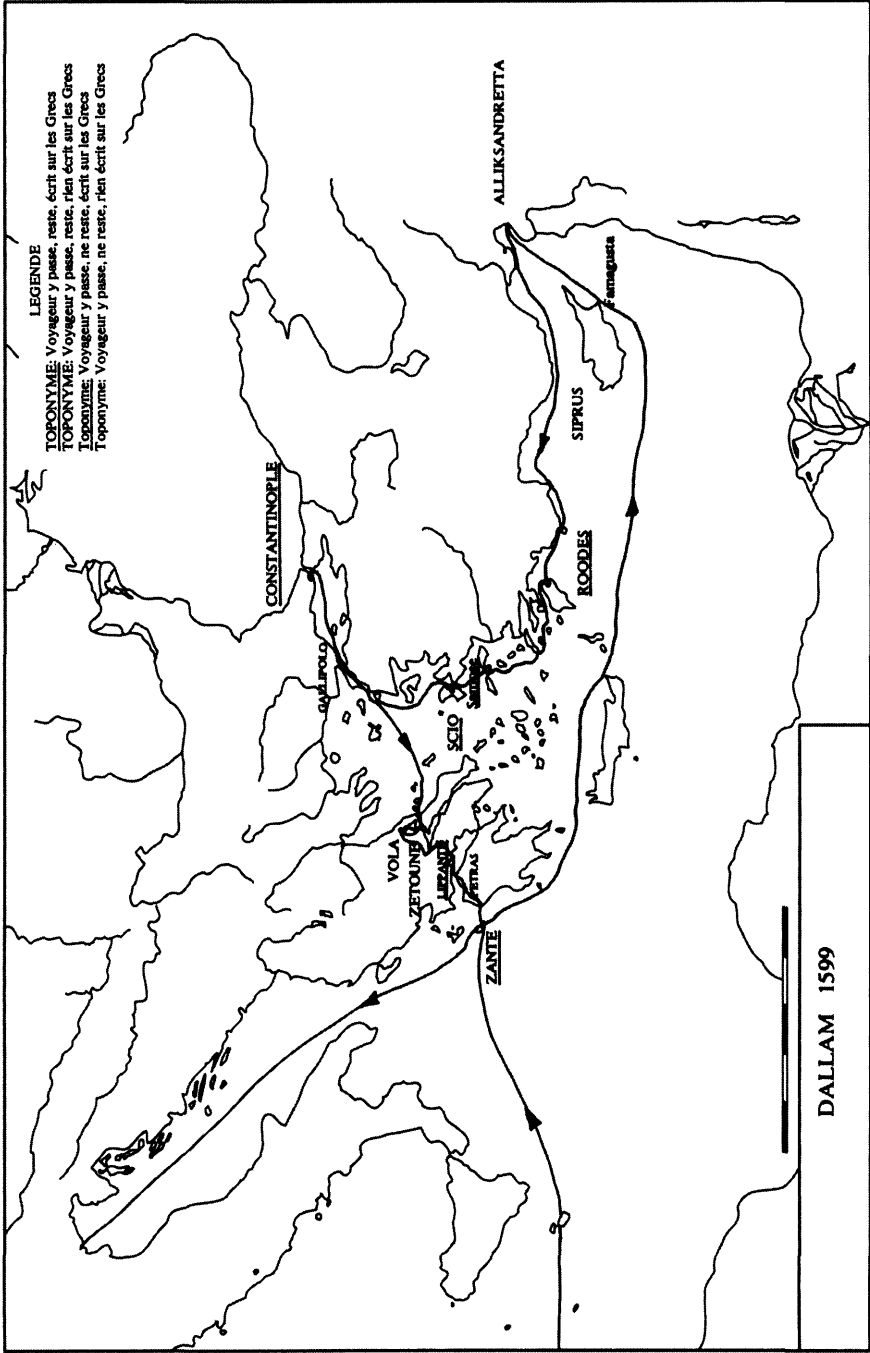 LEGENDE
TOPONYME: Voyageur y passe, reste, écrit sur les Grecs
TOPONYME: Voyageur y passe, reste, rien écrit sur les Grecs
Toponyme: Voyageur y passe, ne reste, écrit sur les Grecs
Toponyme: Voyageur y passe, ne reste, rien écrit sur les Grecs
CONSTANTINOPLE
GALLIPOLO
ALLIKSANDRETTA
Famagusta
SIPRUS
ROODES
SCIO
VOLA
ZETOUNE
LEPPANTE
PETRAS
ZANTE
DALLAM 1599